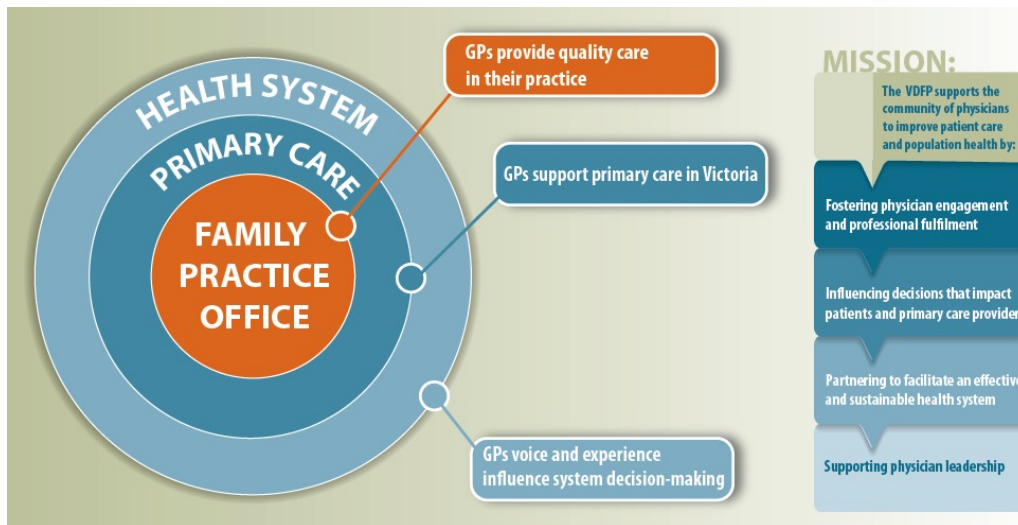 HEALTH SYSTEM
PRIMARY CARE
FAMILY
PRACTICE
OFFICE
GPs provide quality care
in their practice
GPs support primary care in Victoria
GPs voice and experience
influence system decision-making
MISSION:
The VDFP supports the
community of physicians
to improve patient care
and population health by:
Fostering physician engagement
and professional fulfilment
Influencing decisions that impact
patients and primary care provider
Partnering to facilitate an effective
and sustainable health system
Supporting physician leadership